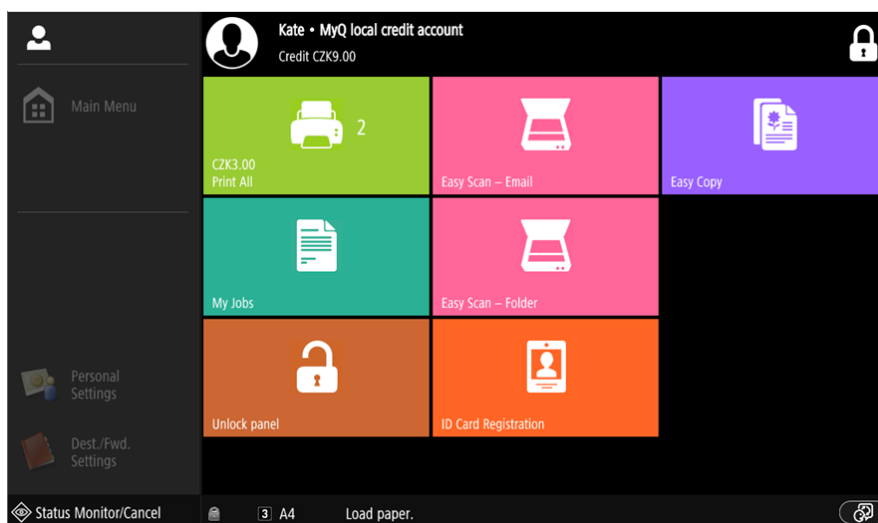 Kate • MyQ local credit account
Credit CZK9.00
Main Menu
2
CZK3.00
Print All
Easy Scan – Email
Easy Copy
My Jobs
Easy Scan – Folder
Personal
Settings
Unlock panel
ID Card Registration
Dest./Fwd.
Settings
Status Monitor/Cancel
3 A4 Load paper.